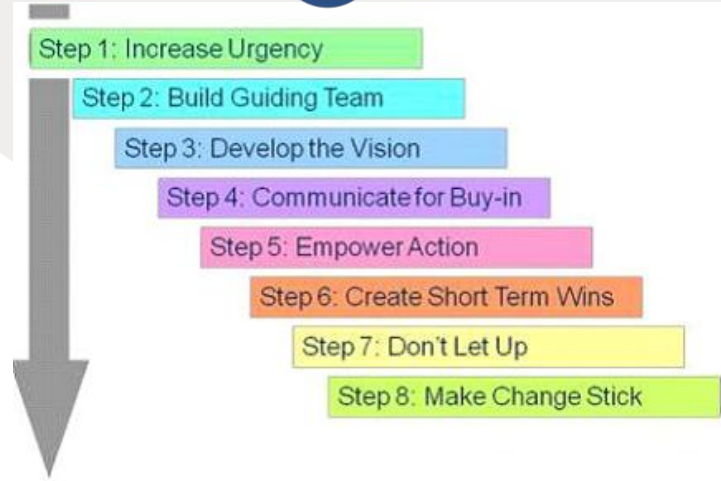 Step 1: Increase Urgency
Step 2: Build Guiding Team
Step 3: Develop the Vision
Step 4: Communicate for Buy-in
Step 5: Empower Action
Step 6: Create Short Term Wins
Step 7: Don't Let Up
Step 8: Make Change Stick